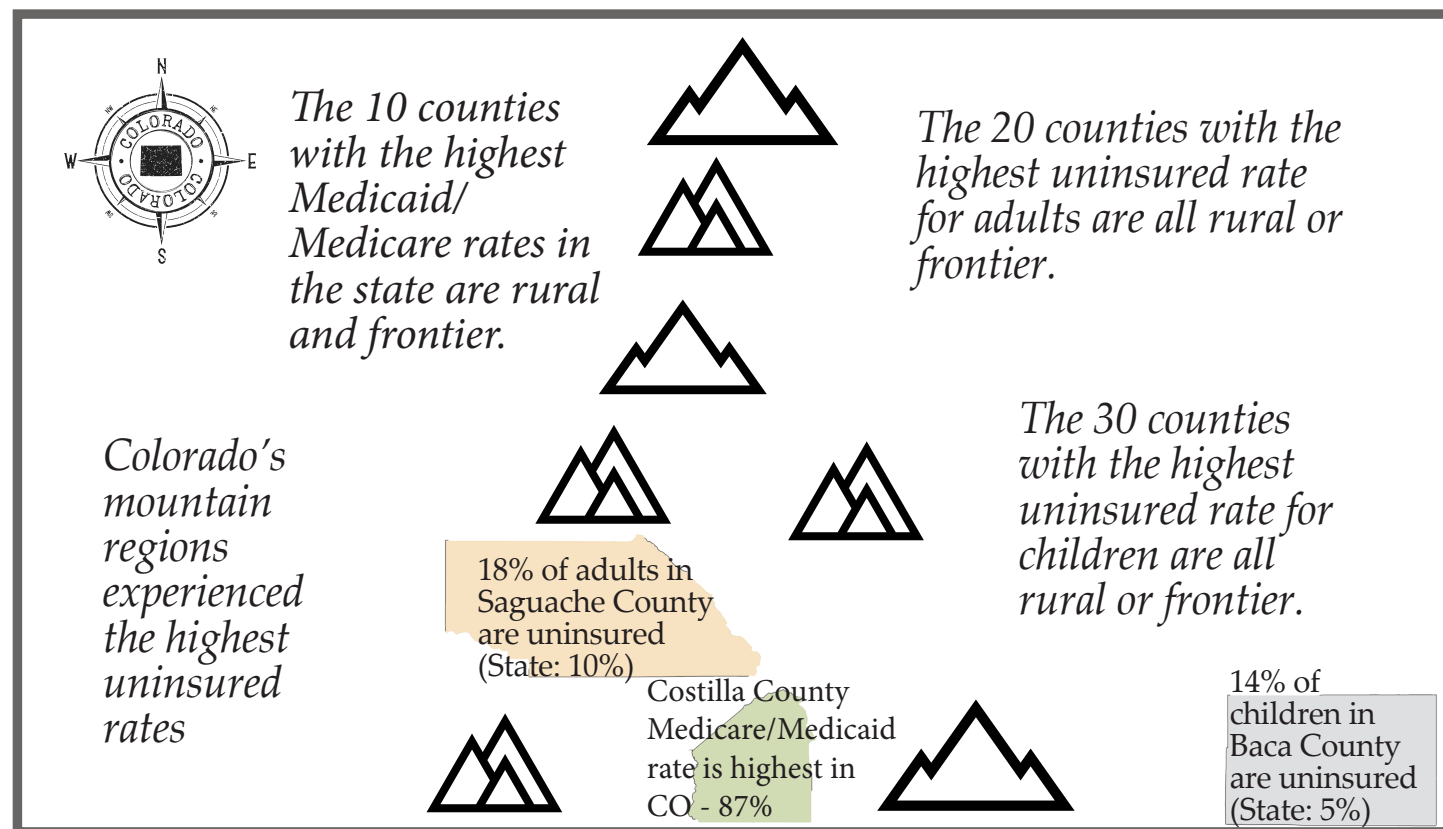 N
W
E
S
COLORADO
COLORADO
The 10 counties
with the highest
Medicaid/
Medicare rates in
the state are rural
and frontier.
The 20 counties with the
highest uninsured rate
for adults are all rural or
frontier.
Colorado’s
mountain
regions
experienced
the highest
uninsured
rates
The 30 counties
with the highest
uninsured rate for
children are all
rural or frontier.
18% of adults in
Saguache County
are uninsured
(State: 10%)
Costilla County
Medicare/Medicaid
rate is highest in
CO - 87%
14% of
children in
Baca County
are uninsured
(State: 5%)